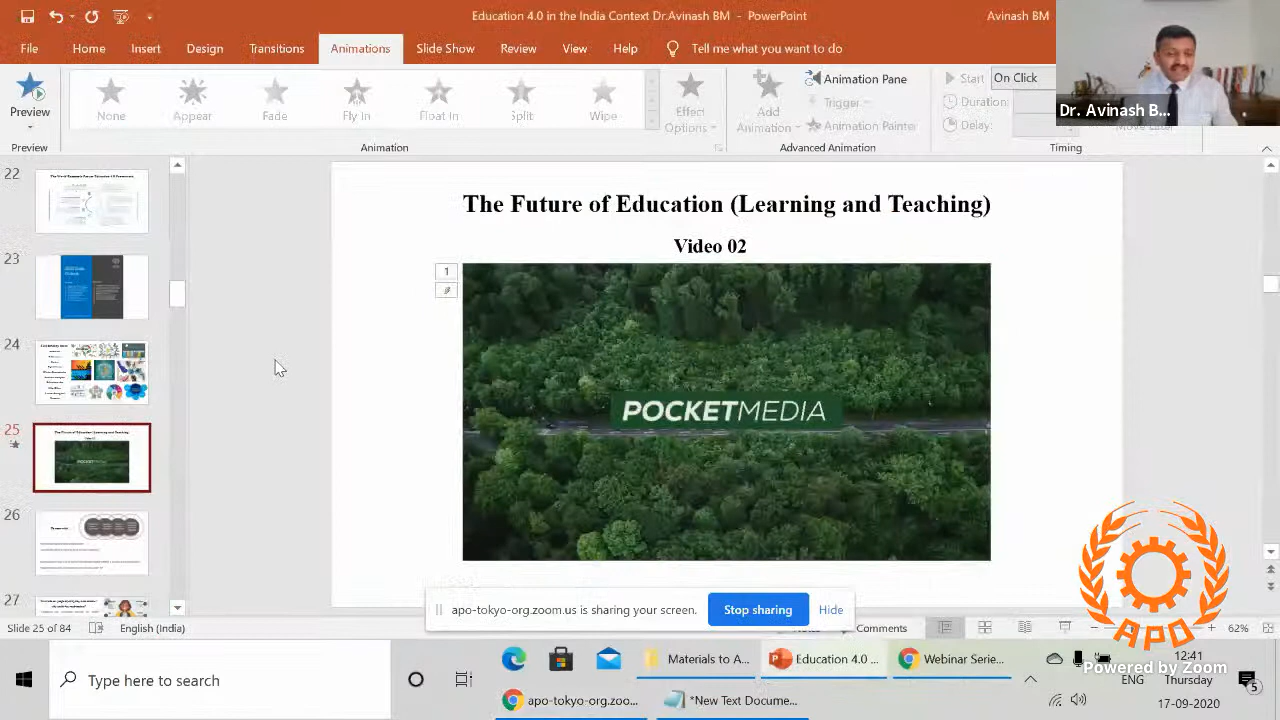 Education 4.0 in the India Context Dr.Avinash BM - PowerPoint
Avinash BM
File Home Insert Design Transitions Animations Slide Show Review View Help Tell me what you want to do
Preview
None Appear Fade Fly In Float In Split Wipe
Effect Options
Add Animation
Animation Pane
Trigger
Animation Painter
Start: On Click
Duration:
Delay:
Move Later
Preview Animation Advanced Animation Timing
Dr. Avinash B...
22
23
24
25
26
27
The Future of Education (Learning and Teaching)
Video 02
1
POCKETMEDIA
apo-tokyo-org.zoom.us is sharing your screen. Stop sharing Hide
Slide 25 of 84 English (India) Notes Comments 62%
APO
Powered by Zoom
Type here to search
Materials to A... Education 4.0 ... Webinar Serie...
apo-tokyo-org.zoo... *New Text Docume...
ENG
12:41
Thursday
17-09-2020
5